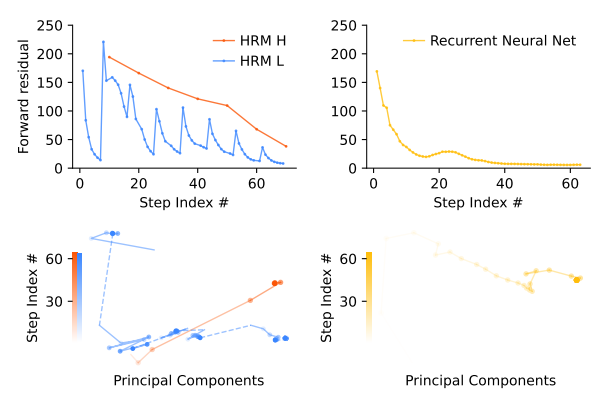 250
200
150
100
50
0
Forward residual
HRM H
HRM L
0
20
40
60
Step Index #
250
200
150
100
50
0
Recurrent Neural Net
0
20
40
60
Step Index #
60
30
Step Index #
Principal Components
60
30
Step Index #
Principal Components